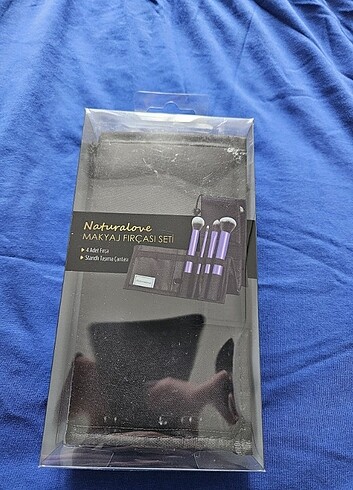 Naturalove
MAKYAJ FIRÇASI SETİ
▸ 4 Adet Fırça
▸ Standlı Taşıma Çantası